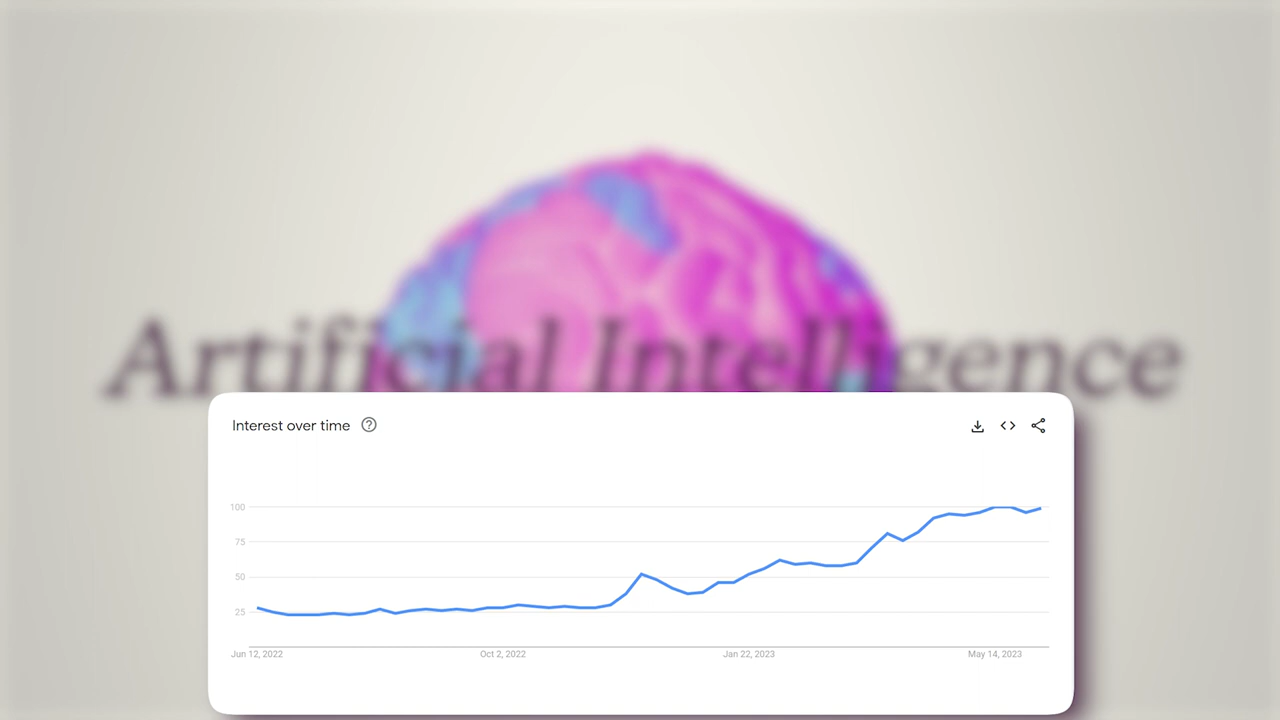 Artificial Intelligence
Interest over time
100
75
50
25
Jun 12, 2022 Oct 2, 2022 Jan 22, 2023 May 14, 2023